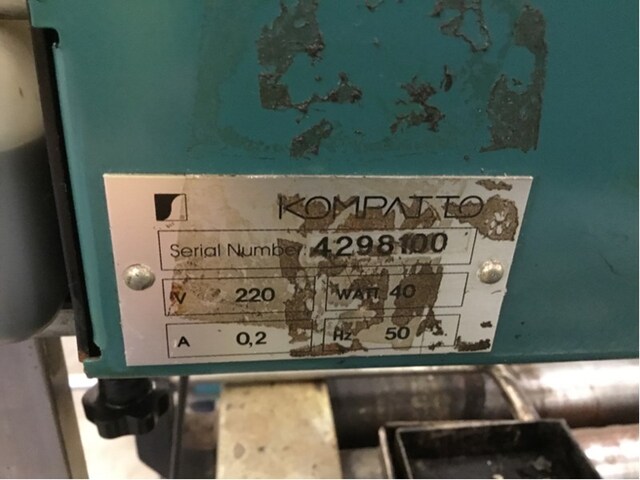 KOMPATTO
Serial Number 4298100
V 220 WATT 40
A 0,2 Hz 50